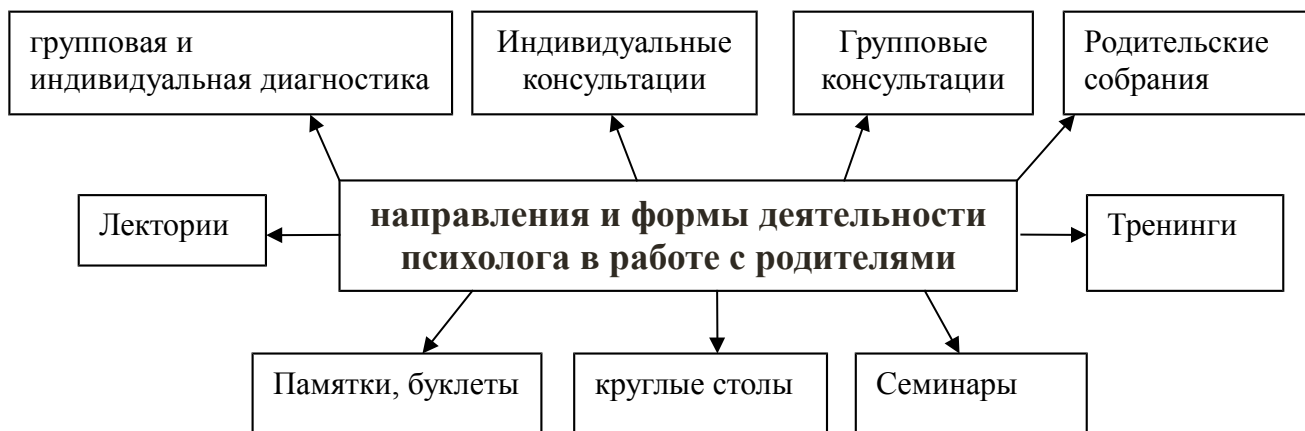 групповая и
индивидуальная диагностика
Индивидуальные
консультации
Групповые
консультации
Родительские
собрания
Лектории
направления и формы деятельности
психолога в работе с родителями
Тренинги
Памятки, буклеты
круглые столы
Семинары